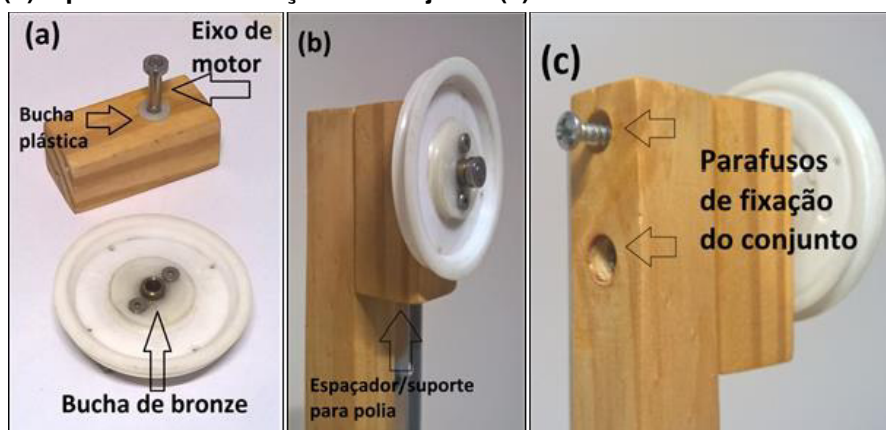 (a)
Eixo de
motor
Bucha
plástica
Bucha de bronze
(b)
Espaçador/suporte
para polia
(c)
Parafusos
de fixação
do conjunto